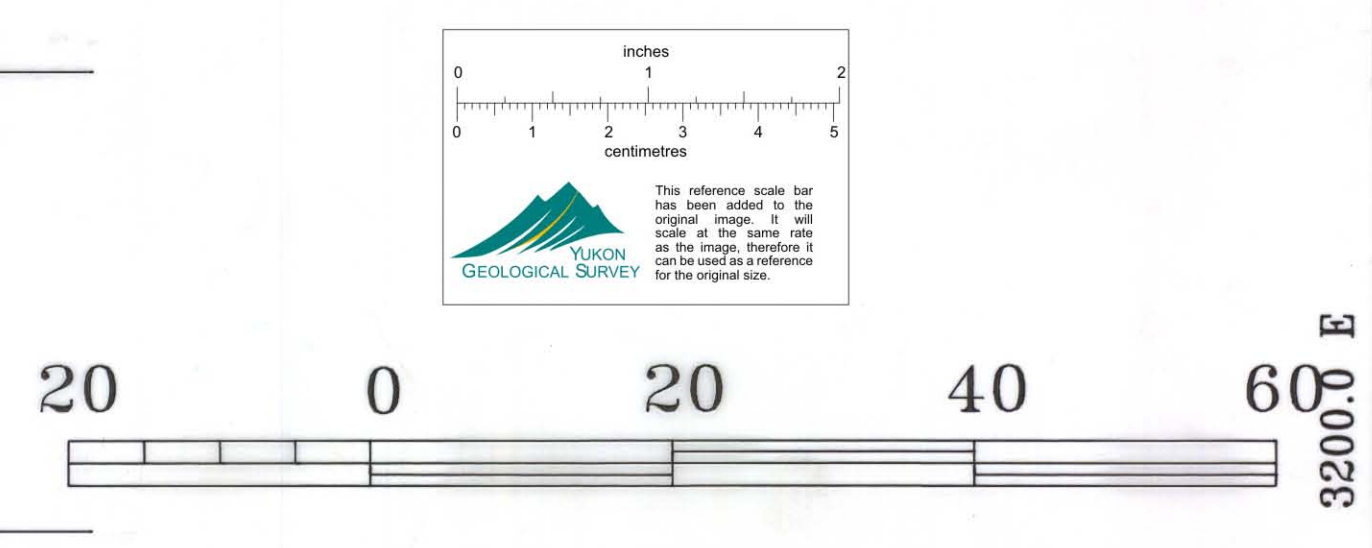 inches
0 1 2
0 1 2 3 4 5
centimetres
YUKON
GEOLOGICAL SURVEY
This reference scale bar
has been added to the
original image. It will
scale at the same rate
as the image, therefore it
can be used as a reference
for the original size.
20 0 20 40 60
3200.0 E